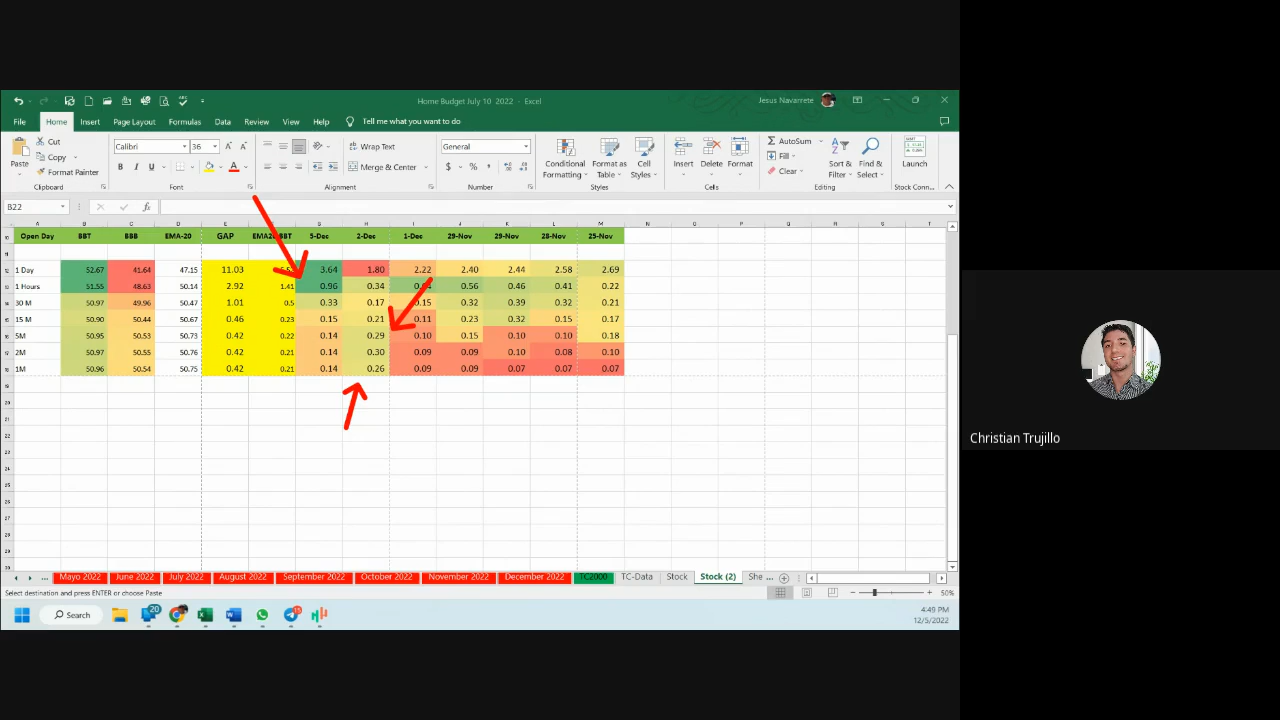 Home Budget July 10 2022 - Excel
Jesus Navarrete
File Home Insert Page Layout Formulas Data Review View Help Tell me what you want to do
Paste Cut Copy Format Painter Clipboard
Calibri 36 Font
Wrap Text Merge & Center Alignment
General $ % Number
Conditional Formatting Format as Table Cell Styles Styles
Insert Delete Format Cells
AutoSum Fill Clear Sort & Filter Find & Select Editing
Launch Stock Conn...
B22 fx
A B C D E F G H I J K L M N O P Q R S T
Open Day BBT BBB EMA-20 GAP 5-Dec 2-Dec 1-Dec 29-Nov 29-Nov 28-Nov 25-Nov
1 Day 52.67 41.64 47.15 11.03 3.64 1.80 2.22 2.40 2.44 2.58 2.69
1 Hours 51.55 48.63 50.14 2.92 1.41 0.96 0.34 0.56 0.46 0.41 0.22
30 M 50.97 49.96 50.47 1.01 0.5 0.33 0.17 0.15 0.32 0.39 0.32 0.21
15 M 50.90 50.44 50.67 0.46 0.23 0.15 0.21 0.11 0.23 0.32 0.15 0.17
5M 50.95 50.53 50.73 0.42 0.22 0.14 0.29 0.10 0.15 0.10 0.10 0.18
2M 50.97 50.55 50.76 0.42 0.21 0.14 0.30 0.09 0.09 0.10 0.08 0.10
1M 50.96 50.54 50.75 0.42 0.21 0.14 0.26 0.09 0.09 0.07 0.07 0.07
... Mayo 2022 June 2022 July 2022 August 2022 September 2022 October 2022 November 2022 December 2022 TC2000 TC-Data Stock Stock (2) She ...
Select destination and press ENTER or choose Paste 50%
Search 20 4:49 PM
12/5/2022
Christian Trujillo